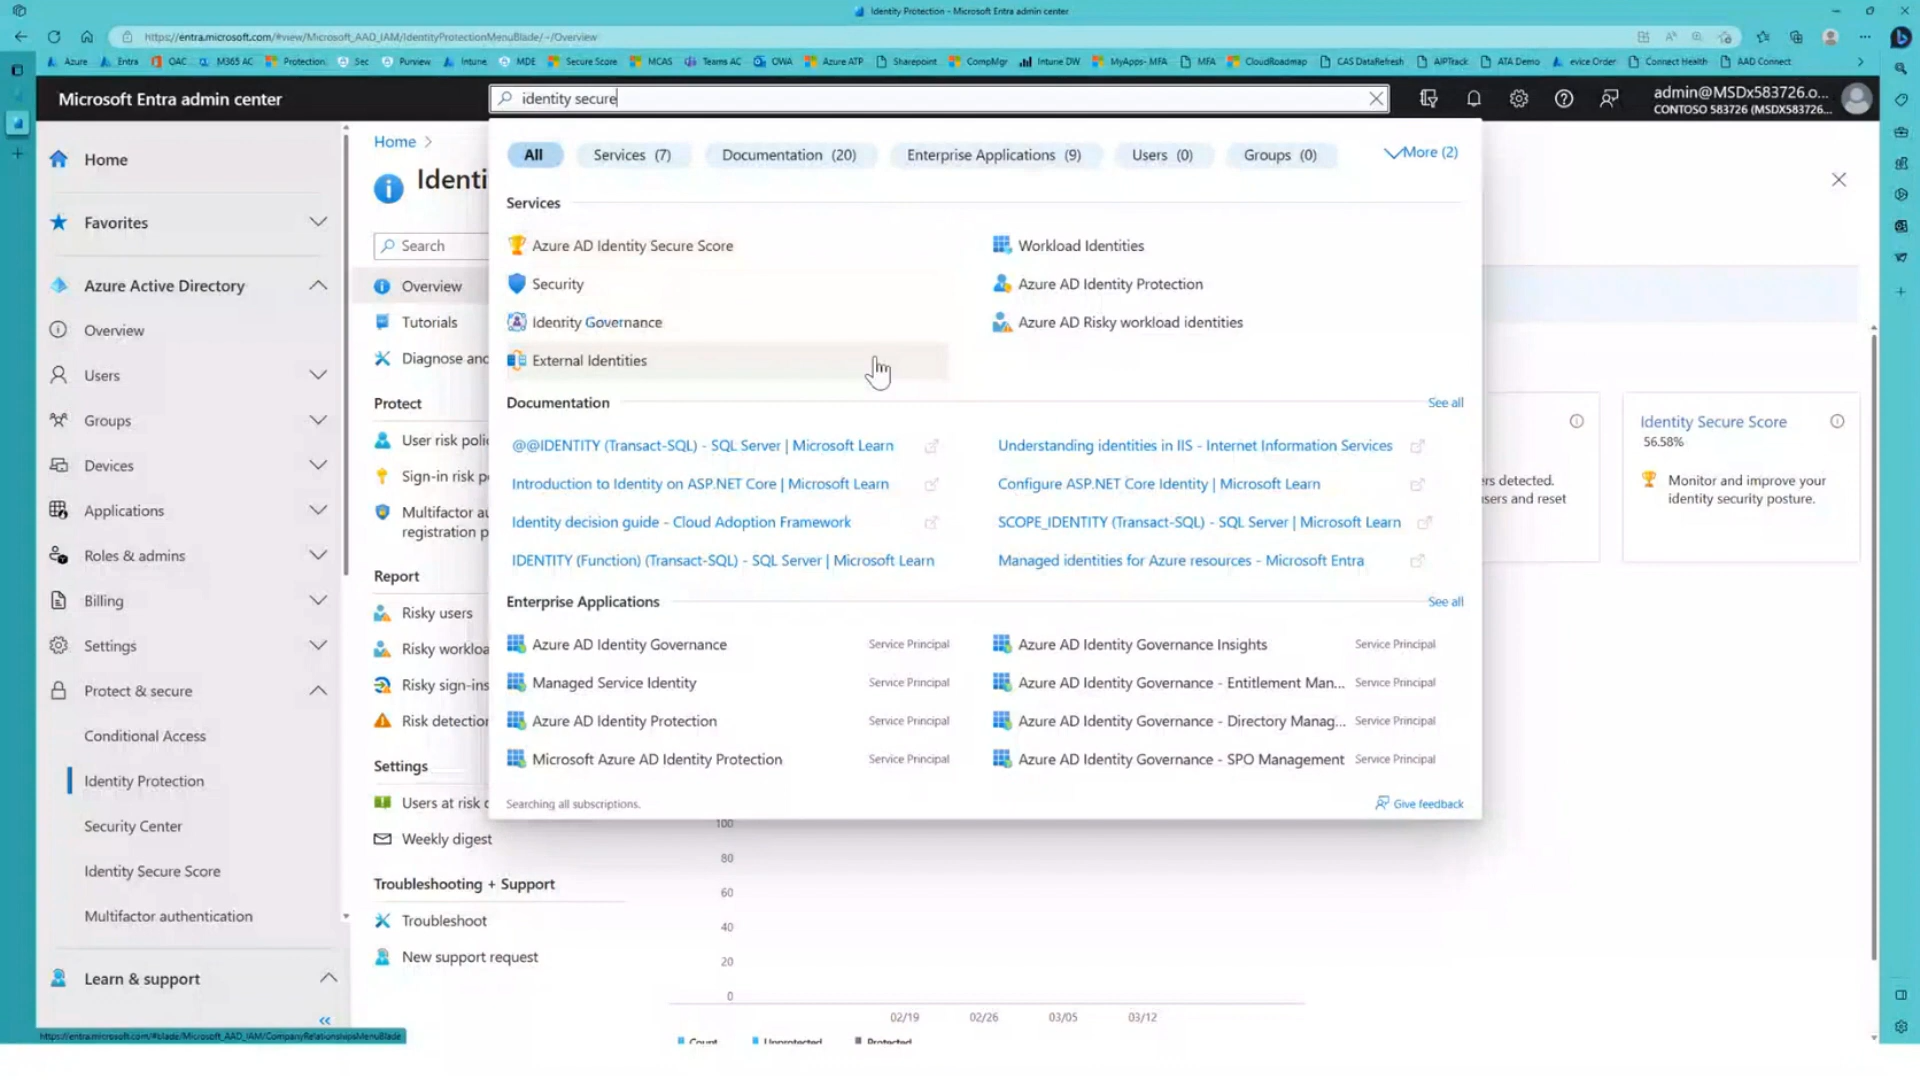 Identity Protection - Microsoft Entra admin center
https://entra.microsoft.com/#view/Microsoft_AAD_IAM/IdentityProtectionMenuBlade/~/Overview
Azure Entra OAC M365 AC Protection Sec Purview Intune MDE Secure Score MCAS Teams AC OWA Azure ATP Sharepoint CompMgr Intune DW MyApps- MFA MFA CloudRoadmap CAS DataRefresh AIPTrack ATA Demo evice Order Connect Health AAD Connect
Microsoft Entra admin center
identity secure
admin@MSDx583726.o...
CONTOSO 583726 (MSDX583726...
Home
Favorites
Azure Active Directory
Overview
Users
Groups
Devices
Applications
Roles & admins
Billing
Settings
Protect & secure
Conditional Access
Identity Protection
Security Center
Identity Secure Score
Multifactor authentication
Learn & support
https://entra.microsoft.com/#blade/Microsoft_AAD_IAM/CompanyRelationshipsMenuBlade
Home >
Identi
Search
Overview
Tutorials
Diagnose and
Protect
User risk polic
Sign-in risk p
Multifactor au
registration p
Report
Risky users
Risky workloa
Risky sign-ins
Risk detection
Settings
Users at risk d
Weekly digest
Troubleshooting + Support
Troubleshoot
New support request
All
Services (7)
Documentation (20)
Enterprise Applications (9)
Users (0)
Groups (0)
More (2)
Services
Azure AD Identity Secure Score
Workload Identities
Security
Azure AD Identity Protection
Identity Governance
Azure AD Risky workload identities
External Identities
Documentation
See all
@@IDENTITY (Transact-SQL) - SQL Server | Microsoft Learn
Understanding identities in IIS - Internet Information Services
Introduction to Identity on ASP.NET Core | Microsoft Learn
Configure ASP.NET Core Identity | Microsoft Learn
Identity decision guide - Cloud Adoption Framework
SCOPE_IDENTITY (Transact-SQL) - SQL Server | Microsoft Learn
IDENTITY (Function) (Transact-SQL) - SQL Server | Microsoft Learn
Managed identities for Azure resources - Microsoft Entra
Enterprise Applications
See all
Azure AD Identity Governance Service Principal
Azure AD Identity Governance Insights Service Principal
Managed Service Identity Service Principal
Azure AD Identity Governance - Entitlement Man... Service Principal
Azure AD Identity Protection Service Principal
Azure AD Identity Governance - Directory Manag... Service Principal
Microsoft Azure AD Identity Protection Service Principal
Azure AD Identity Governance - SPO Management Service Principal
Searching all subscriptions.
Give feedback
rs detected.
sers and reset
Identity Secure Score
56.58%
Monitor and improve your
identity security posture.
100
80
60
40
20
0
02/19 02/26 03/05 03/12
Count Unprotected Protected